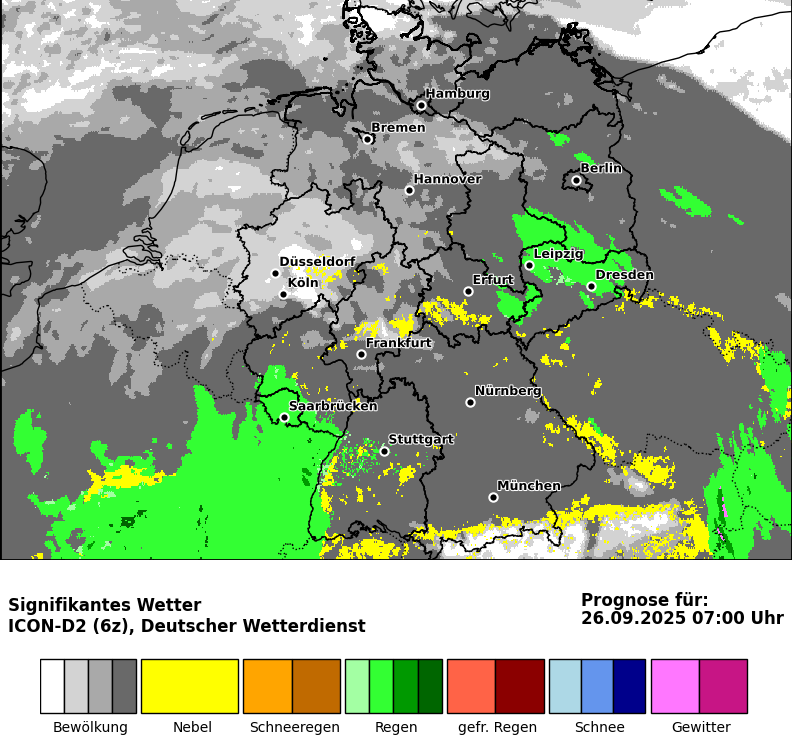 Hamburg
Bremen
Berlin
Hannover
Leipzig
Düsseldorf
Dresden
Erfurt
Köln
Frankfurt
Nürnberg
Saarbrücken
Stuttgart
München
Signifikantes Wetter
ICON-D2 (6z), Deutscher Wetterdienst
Prognose für:
26.09.2025 07:00 Uhr
Bewölkung Nebel Schneeregen Regen gefr. Regen Schnee Gewitter